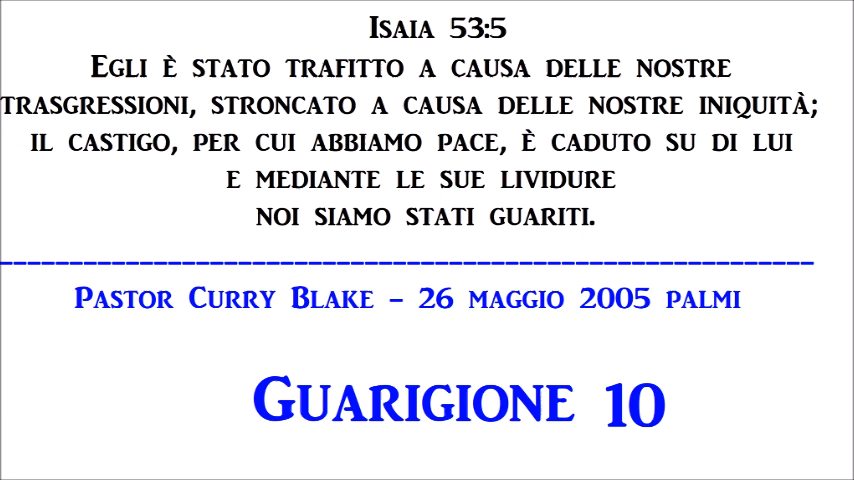 Isaia 53:5
Egli è stato trafitto a causa delle nostre
trasgressioni, stroncato a causa delle nostre iniquità;
il castigo, per cui abbiamo pace, è caduto su di lui
e mediante le sue lividure
noi siamo stati guariti.
Pastor Curry Blake – 26 maggio 2005 palmi
Guarigione 10